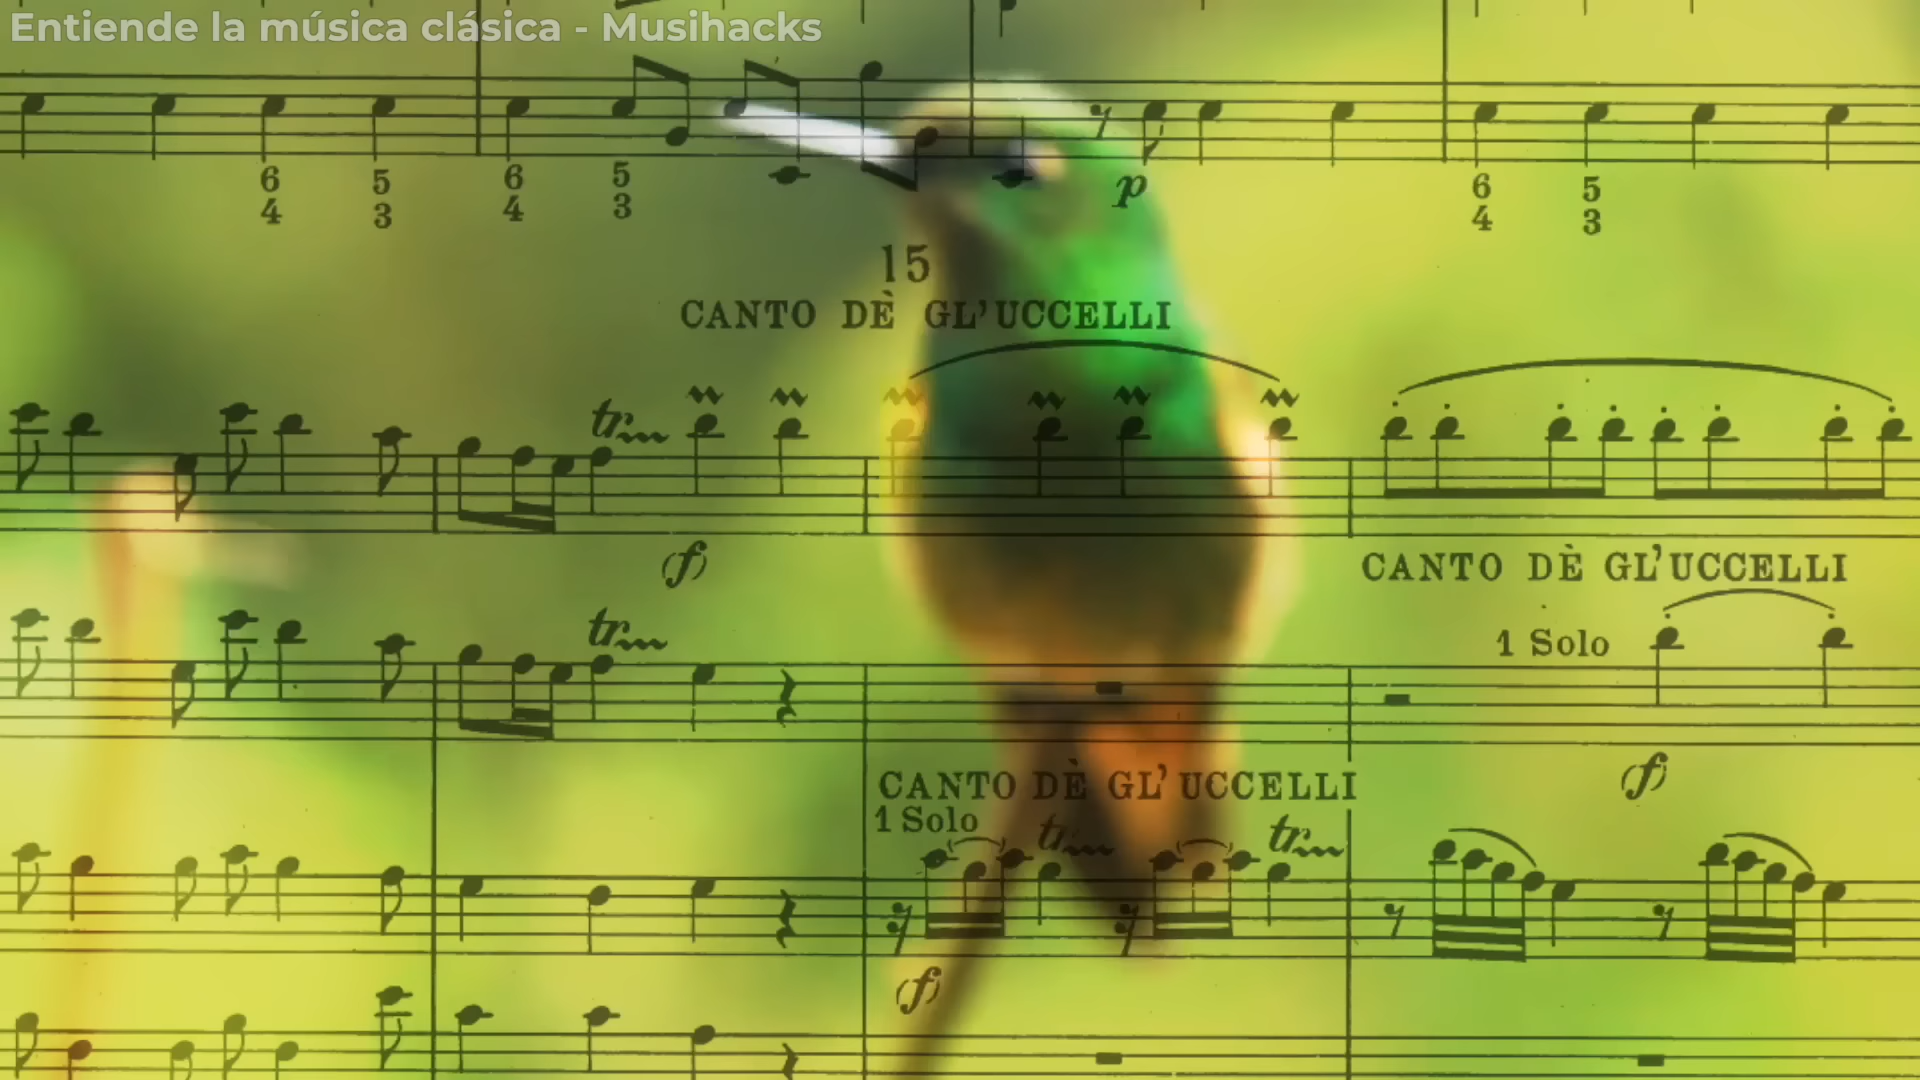 Entiende la música clásica - Musihacks
6 5 6 5 6 5
4 3 4 3 4 3
p
15
CANTO DÈ GL'UCCELLI
tr
(f)
CANTO DÈ GL'UCCELLI
tr
1 Solo
(f)
CANTO DÈ GL'UCCELLI
1 Solo
tr tr
(f)